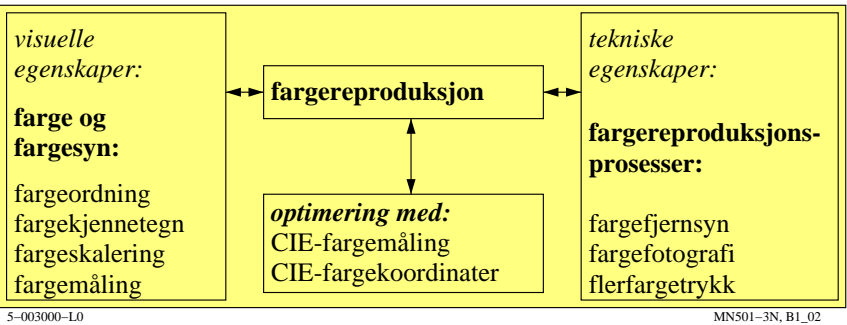 visuelle
egenskaper:
farge og
fargesyn:
fargeordning
fargekjennetegn
fargeskalering
fargemåling
fargereproduksjon
optimering med:
CIE-fargemåling
CIE-fargekoordinater
tekniske
egenskaper:
fargereproduksjons-
prosesser:
fargefjernsyn
fargefotografi
flerfargetrykk
5−003000−L0
MN501−3N, B1_02